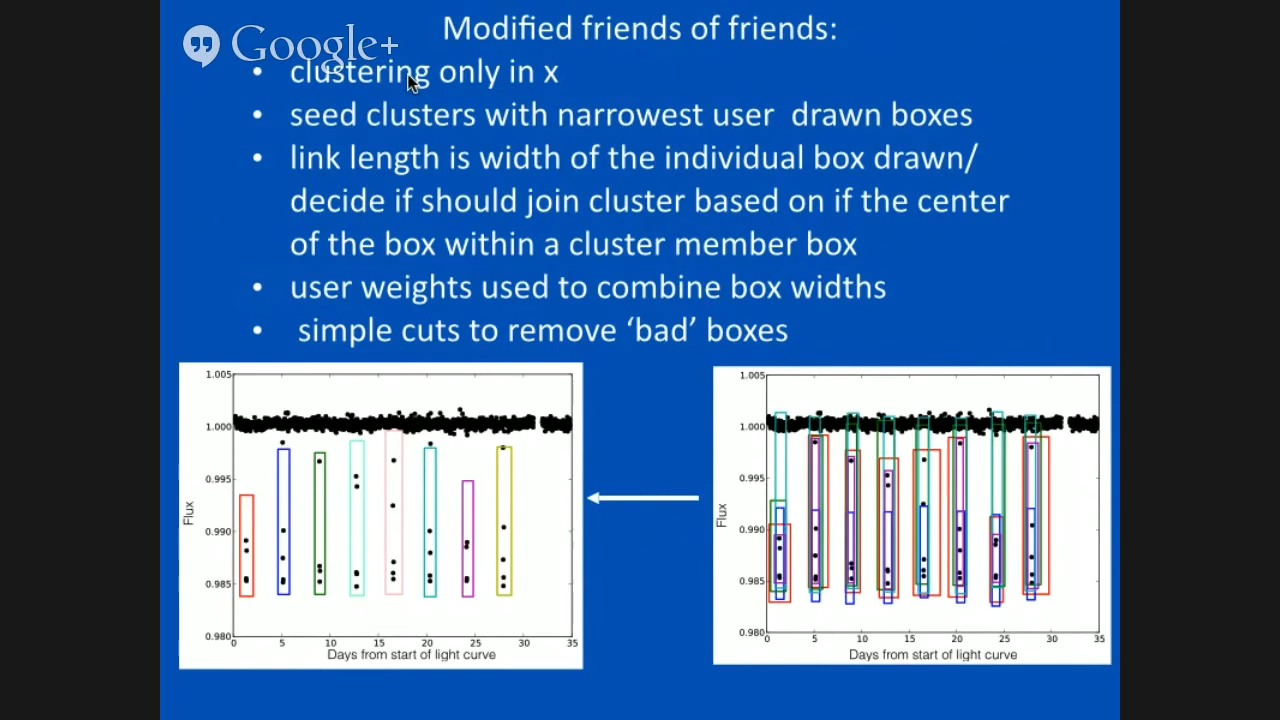 Modified friends of friends:
Google+
• clustering only in x
• seed clusters with narrowest user drawn boxes
• link length is width of the individual box drawn/
decide if should join cluster based on if the center
of the box within a cluster member box
• user weights used to combine box widths
• simple cuts to remove ‘bad’ boxes
1.005
1.000
0.995
0.990
0.985
0.980
Flux
0 5 10 15 20 25 30 35
Days from start of light curve
1.005
1.000
0.995
0.990
0.985
0.980
Flux
0 5 10 15 20 25 30 35
Days from start of light curve